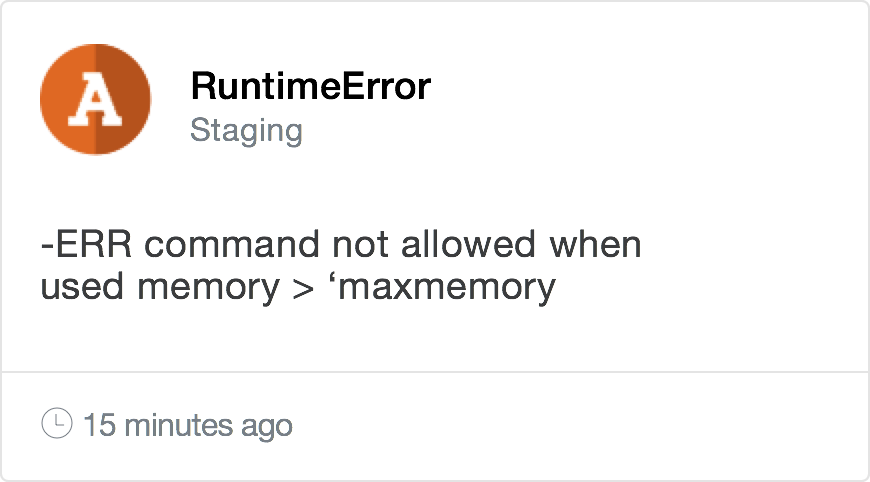 A
RuntimeError
Staging
-ERR command not allowed when
used memory > ‘maxmemory
15 minutes ago